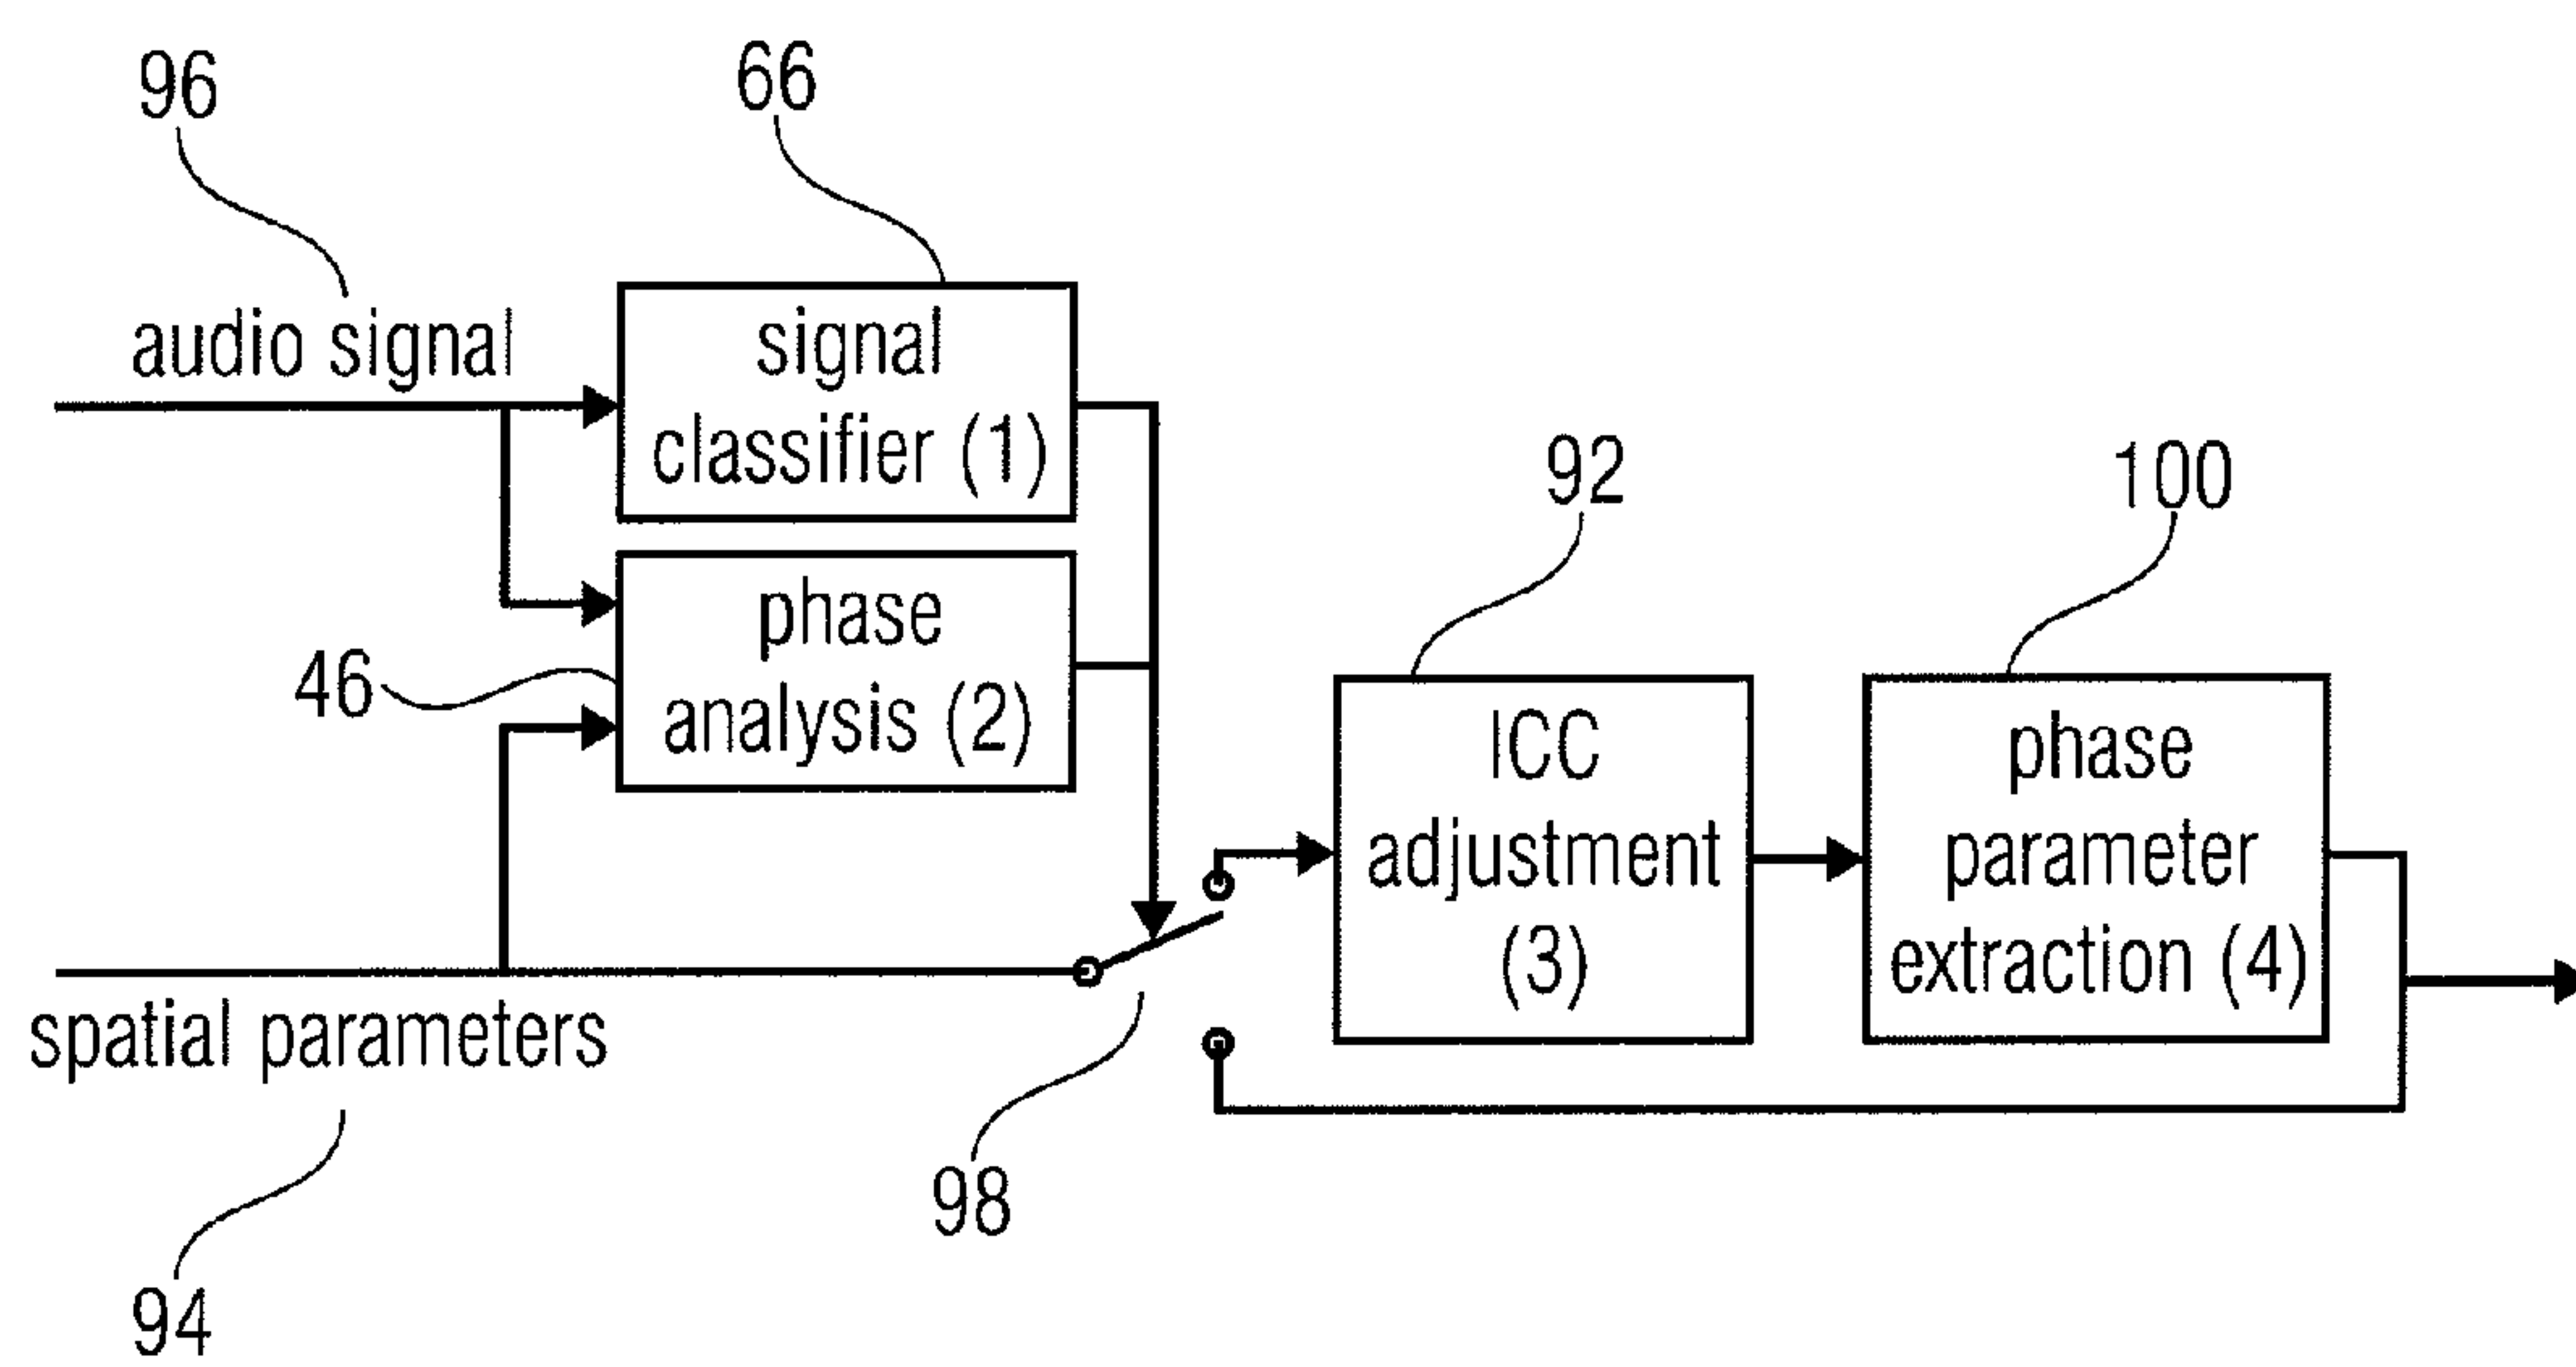 96
66
audio signal
signal
classifier (1)
92
100
phase
analysis (2)
46
ICC
adjustment
(3)
phase
parameter
extraction (4)
spatial parameters
98
94